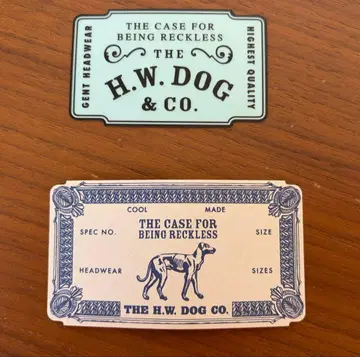 THE CASE FOR
BEING RECKLESS
THE
H.W. DOG
& CO.
GENT HEADWEAR
HIGHEST QUALITY
COOL MADE
THE CASE FOR
BEING RECKLESS
SPEC NO. SIZE
HEADWEAR SIZES
THE H.W. DOG CO.